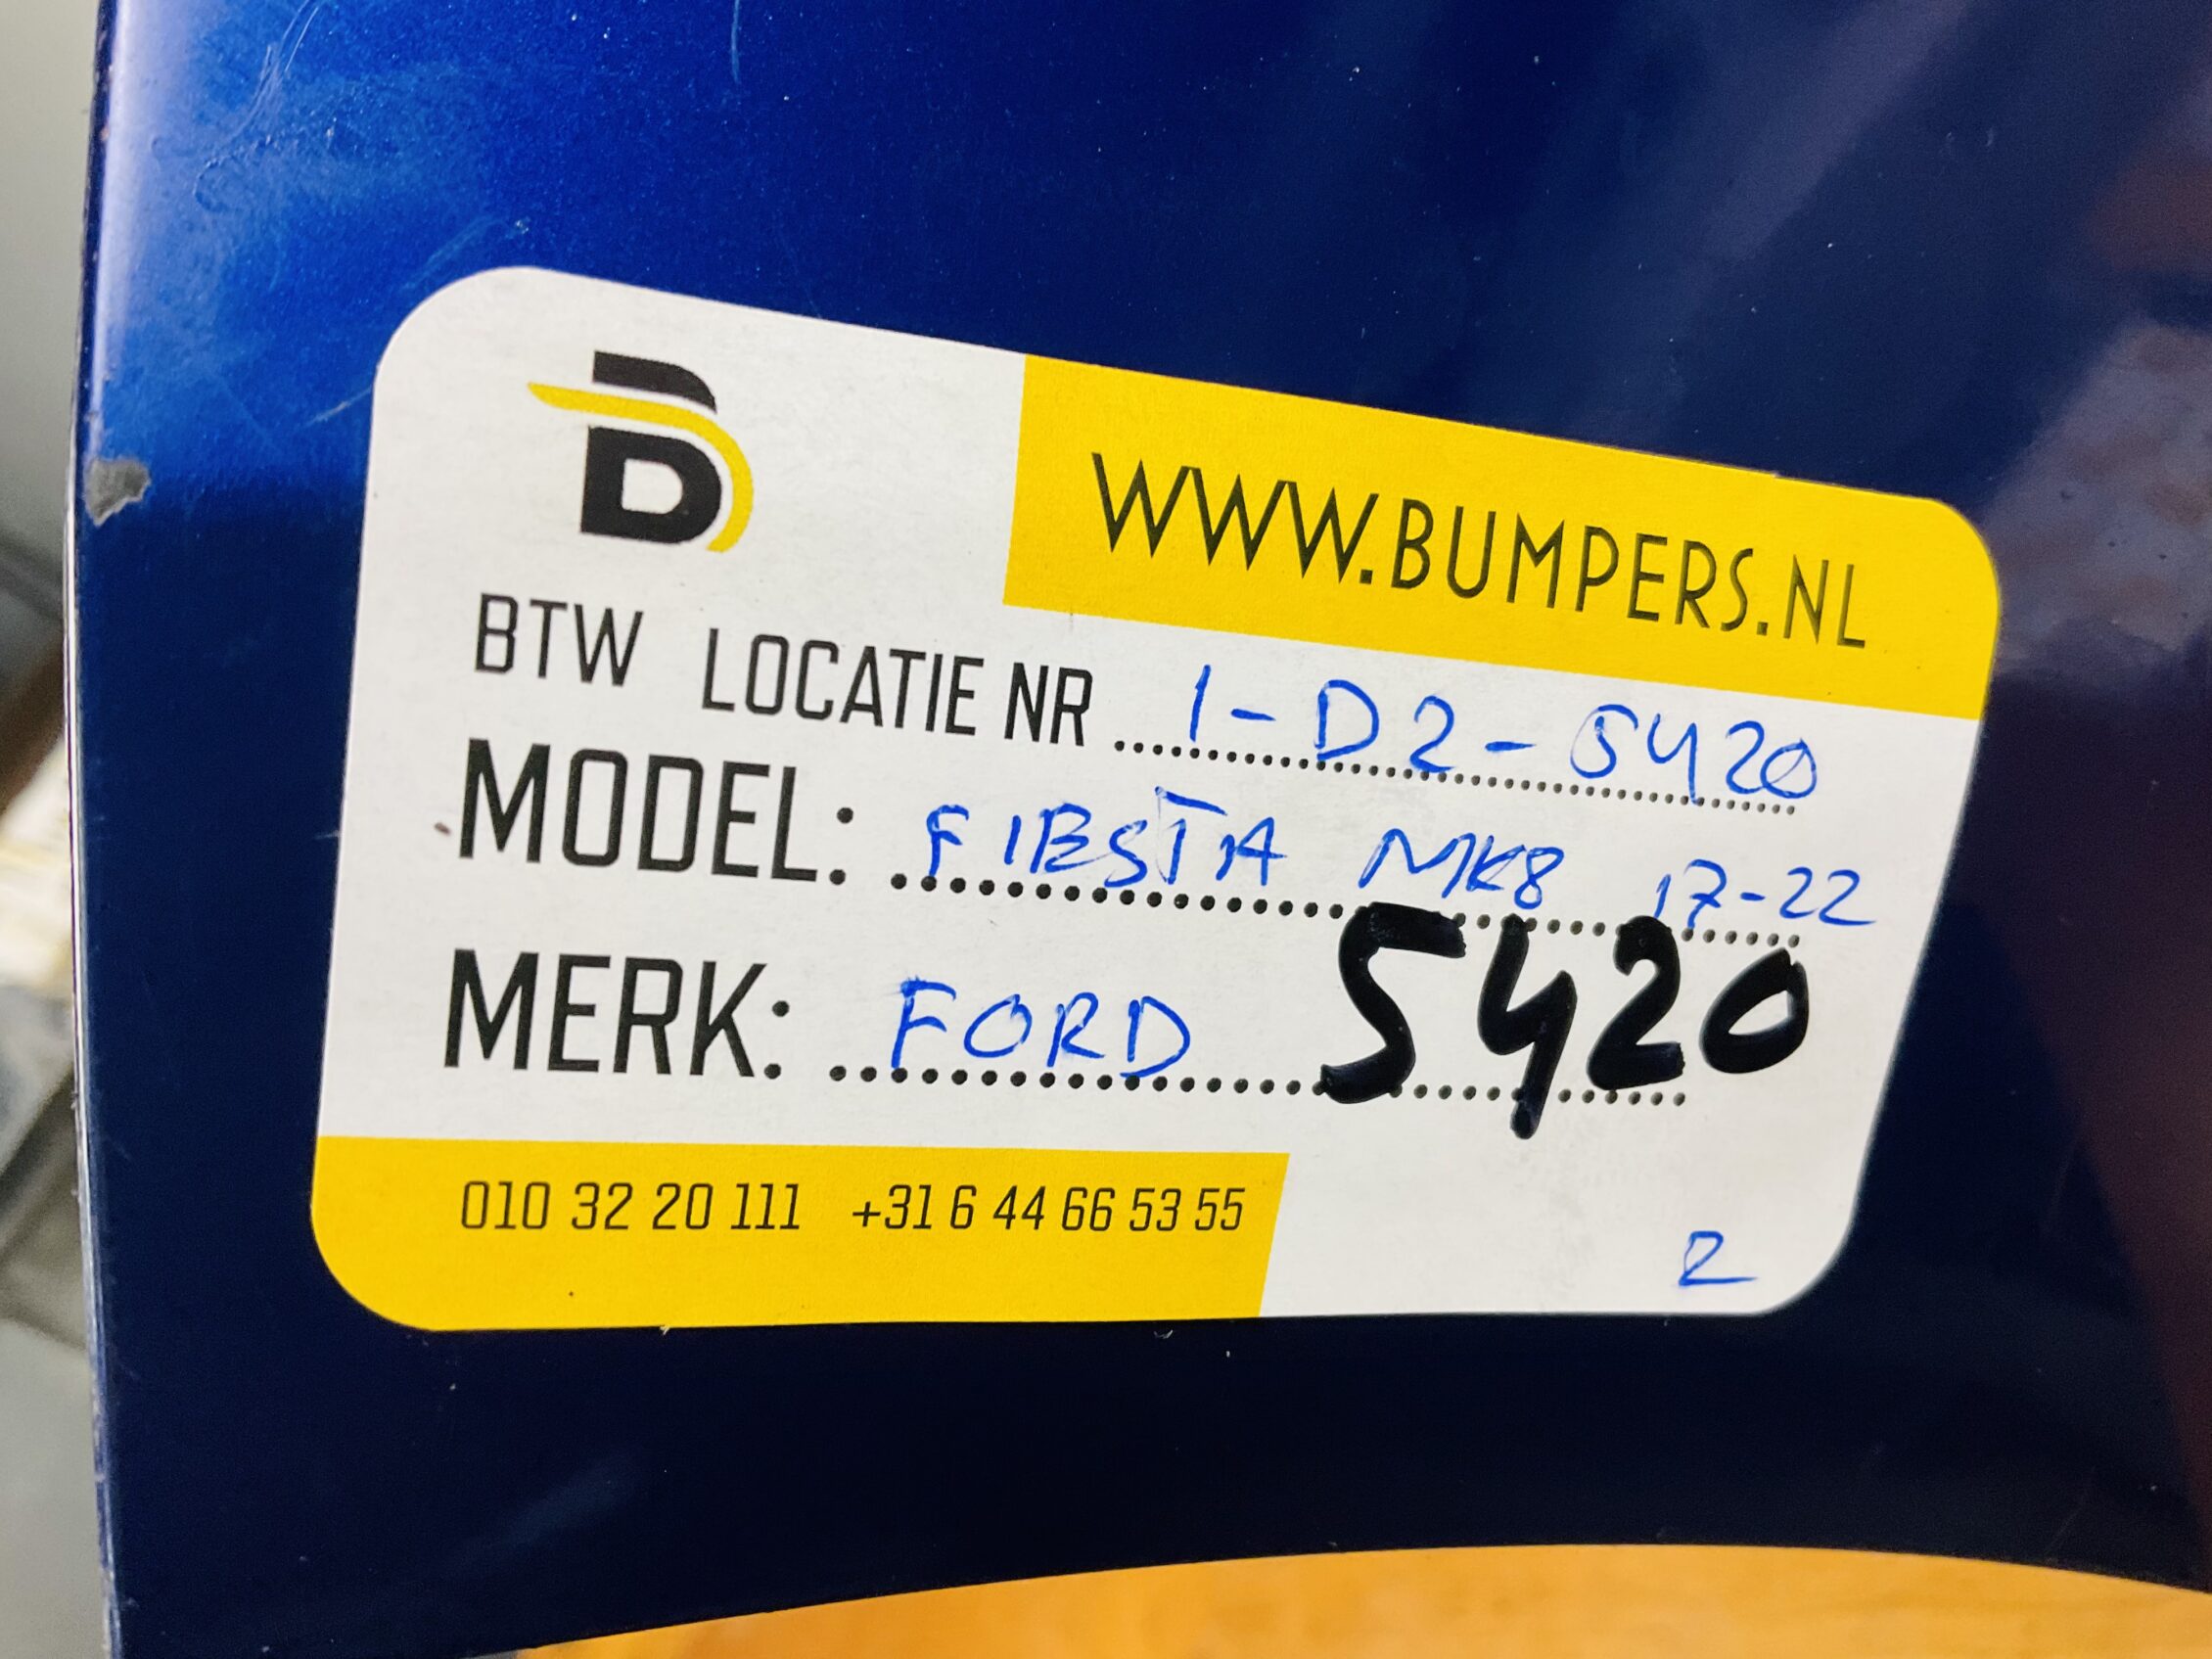 B
WWW.BUMPERS.NL
BTW LOCATIE NR 1-D2-5420
MODEL: FIESTA MK8 17-22
MERK: FORD 5420
010 32 20 111 +31 6 44 66 53 55
2